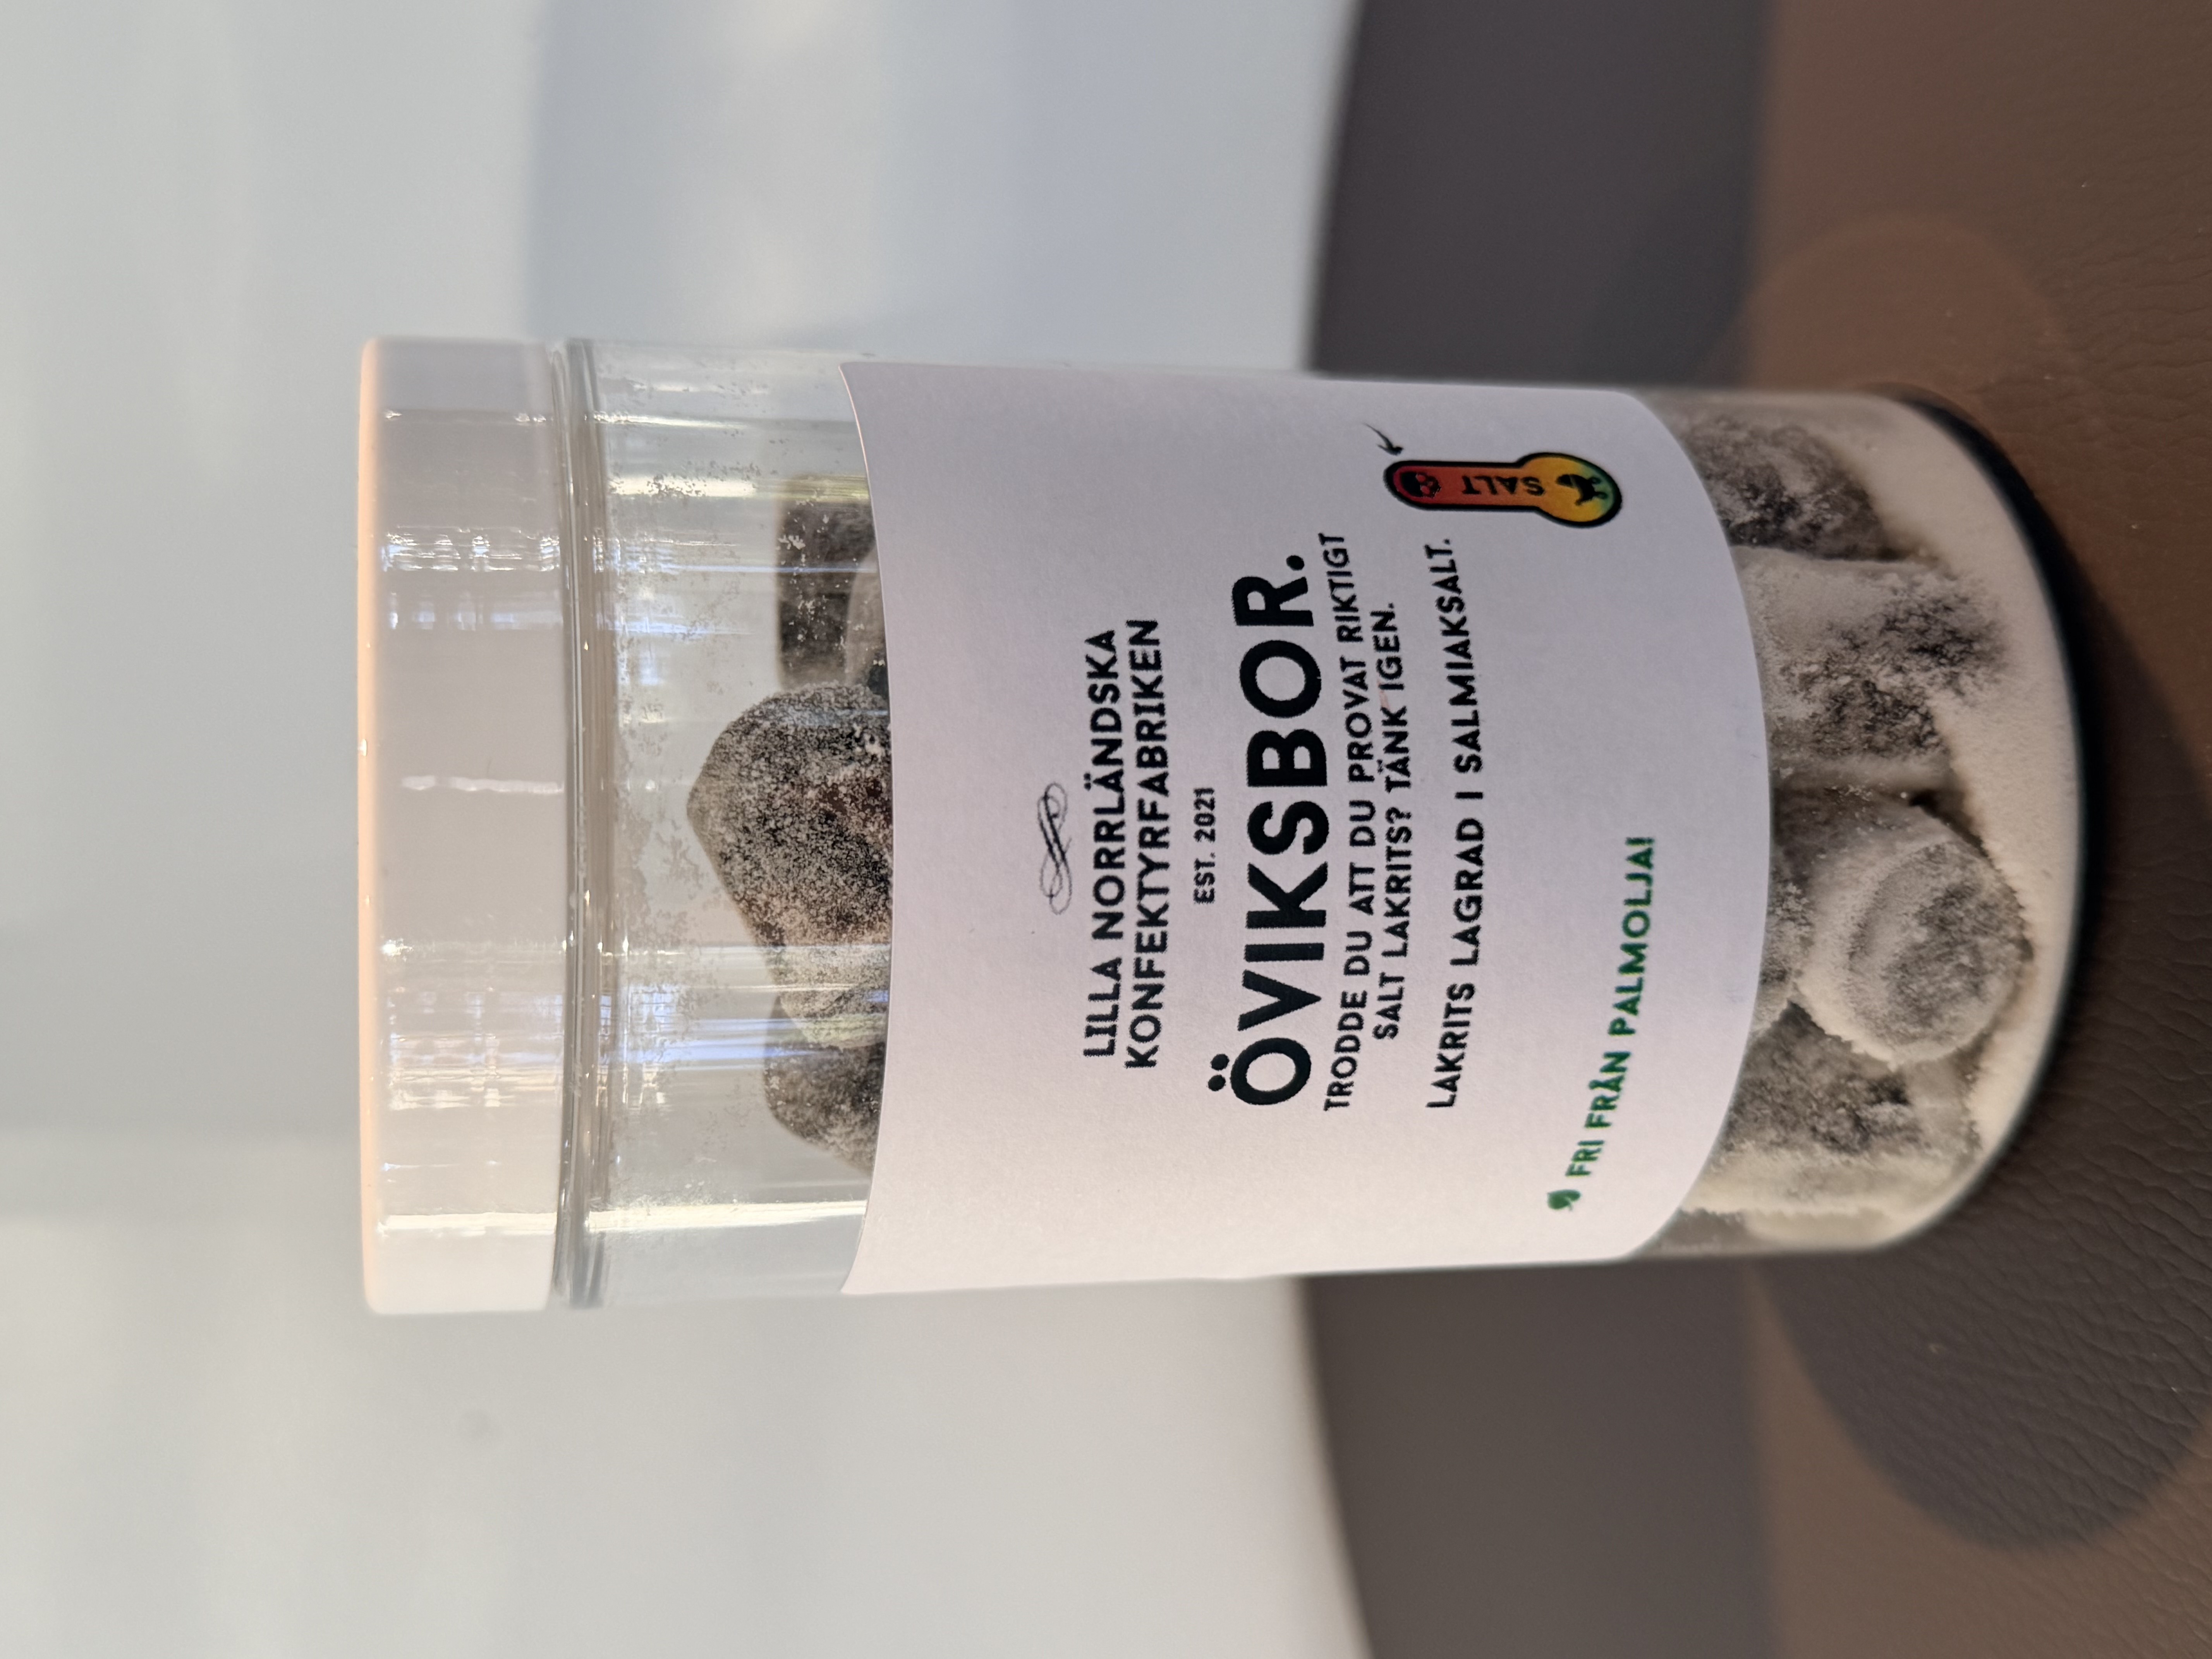 LILLA NORRLÄNDSKA
KONFEKTYRFABRIKEN
EST. 2021
ÖVIKSBOR.
TRODDE DU ATT DU PROVAT RIKTIGT
SALT LAKRITS? TÄNK IGEN.
LAKRITS LAGRAD I SALMIAKSALT.
SALT
FRI FRÅN PALMOLJA!